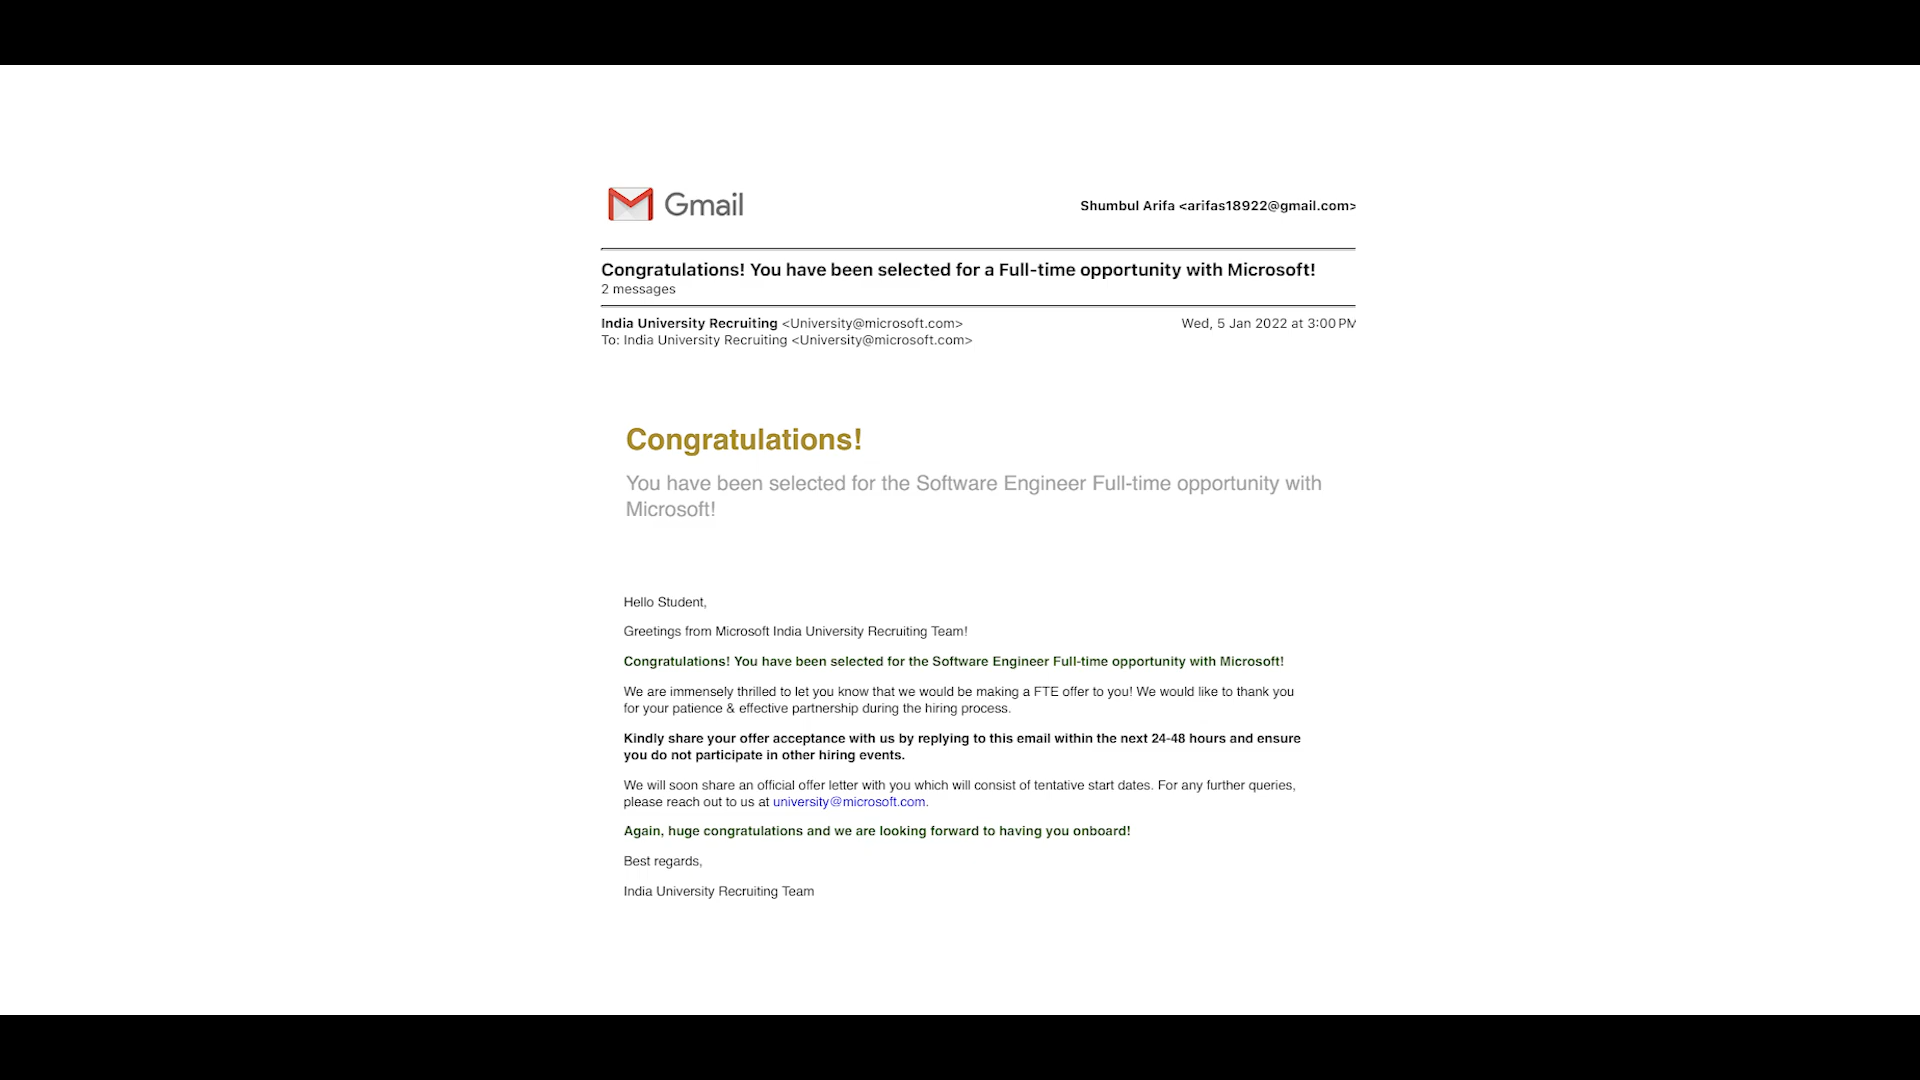 Gmail
Shumbul Arifa <arifas18922@gmail.com>
Congratulations! You have been selected for a Full-time opportunity with Microsoft!
2 messages
India University Recruiting <University@microsoft.com>
Wed, 5 Jan 2022 at 3:00 PM
To: India University Recruiting <University@microsoft.com>
Congratulations!
You have been selected for the Software Engineer Full-time opportunity with
Microsoft!
Hello Student,
Greetings from Microsoft India University Recruiting Team!
Congratulations! You have been selected for the Software Engineer Full-time opportunity with Microsoft!
We are immensely thrilled to let you know that we would be making a FTE offer to you! We would like to thank you
for your patience & effective partnership during the hiring process.
Kindly share your offer acceptance with us by replying to this email within the next 24-48 hours and ensure
you do not participate in other hiring events.
We will soon share an official offer letter with you which will consist of tentative start dates. For any further queries,
please reach out to us at university@microsoft.com.
Again, huge congratulations and we are looking forward to having you onboard!
Best regards,
India University Recruiting Team